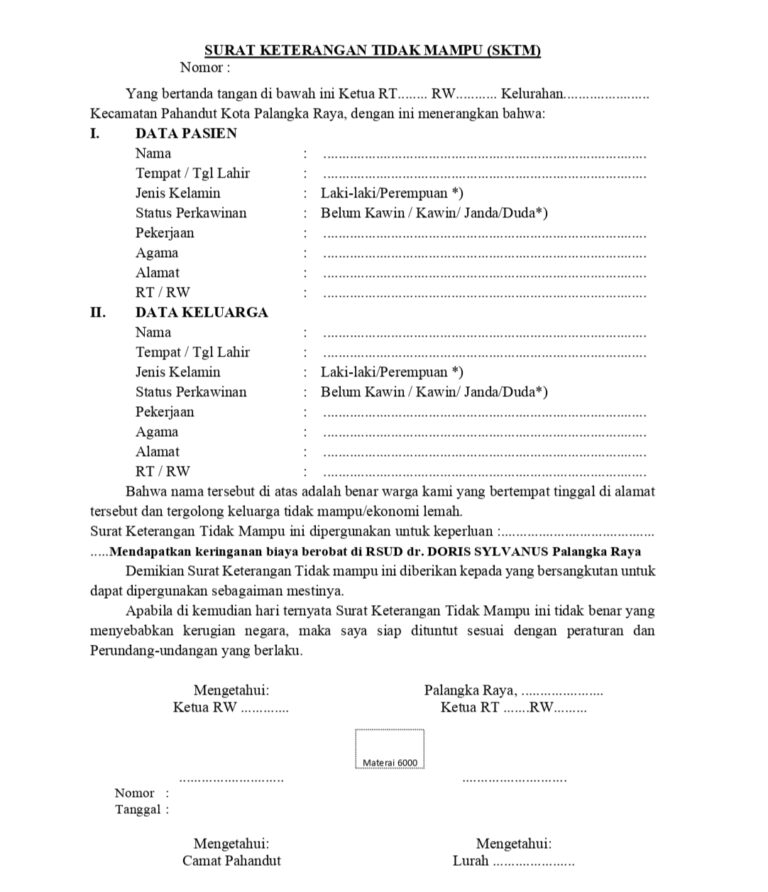 SURAT KETERANGAN TIDAK MAMPU (SKTM)
Nomor :
Yang bertanda tangan di bawah ini Ketua RT........ RW........... Kelurahan.......................
Kecamatan Pahandut Kota Palangka Raya, dengan ini menerangkan bahwa:
I. DATA PASIEN
Nama : ......................................................................................
Tempat / Tgl Lahir : ......................................................................................
Jenis Kelamin : Laki-laki/Perempuan *)
Status Perkawinan : Belum Kawin / Kawin/ Janda/Duda*)
Pekerjaan : ......................................................................................
Agama : ......................................................................................
Alamat : ......................................................................................
RT / RW : ......................................................................................
II. DATA KELUARGA
Nama : ......................................................................................
Tempat / Tgl Lahir : ......................................................................................
Jenis Kelamin : Laki-laki/Perempuan *)
Status Perkawinan : Belum Kawin / Kawin/ Janda/Duda*)
Pekerjaan : ......................................................................................
Agama : ......................................................................................
Alamat : ......................................................................................
RT / RW : ......................................................................................
Bahwa nama tersebut di atas adalah benar warga kami yang bertempat tinggal di alamat
tersebut dan tergolong keluarga tidak mampu/ekonomi lemah.
Surat Keterangan Tidak Mampu ini dipergunakan untuk keperluan :.........................................
.....Mendapatkan keringanan biaya berobat di RSUD dr. DORIS SYLVANUS Palangka Raya
Demikian Surat Keterangan Tidak mampu ini diberikan kepada yang bersangkutan untuk
dapat dipergunakan sebagaiman mestinya.
Apabila di kemudian hari ternyata Surat Keterangan Tidak Mampu ini tidak benar yang
menyebabkan kerugian negara, maka saya siap dituntut sesuai dengan peraturan dan
Perundang-undangan yang berlaku.
Mengetahui: Palangka Raya, ......................
Ketua RW ............. Ketua RT .......RW.........
Materai 6000
............................ ............................
Nomor :
Tanggal :
Mengetahui: Mengetahui:
Camat Pahandut Lurah ......................